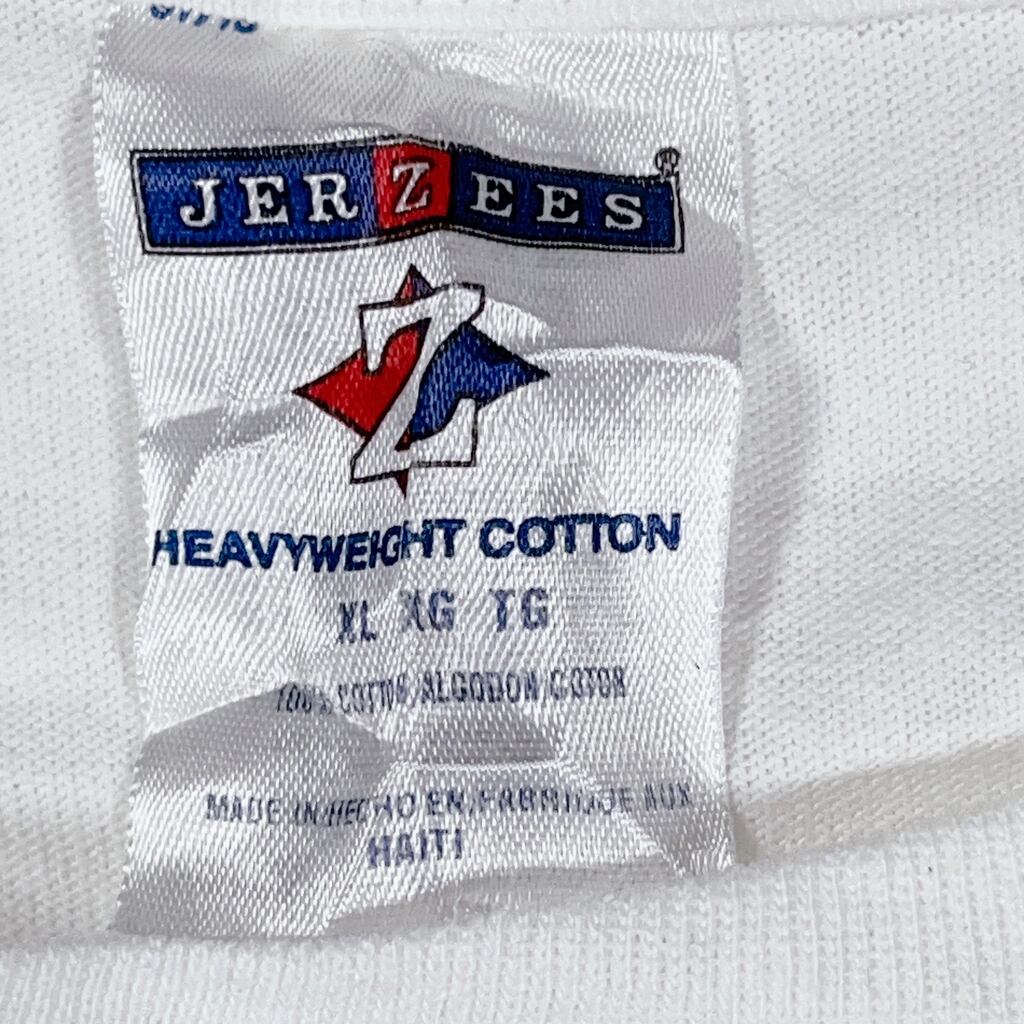 JERZEES®
Z
HEAVYWEIGHT COTTON
XL XG TG
100% COTTON/ALGODON/COTON
MADE IN/HECHO EN/FABRIQUE AUX
HAITI